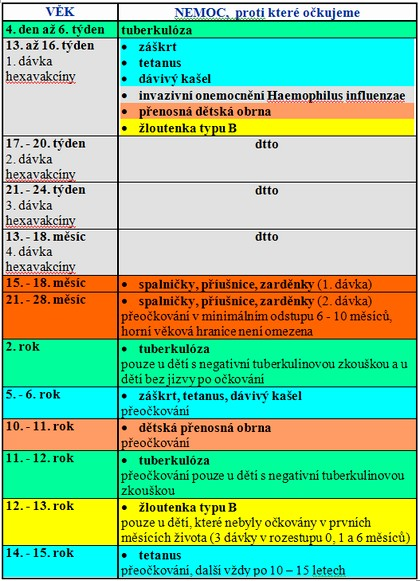 VĚK
NEMOC, proti které očkujeme
4. den až 6. týden
tuberkulóza
13. až 16. týden
1. dávka
hexavakcíny
• záškrt
• tetanus
• dávivý kašel
• invazivní onemocnění Haemophilus influenzae
• přenosná dětská obrna
• žloutenka typu B
17. - 20. týden
2. dávka
hexavakcíny
dtto
21. - 24. týden
3. dávka
hexavakcíny
dtto
13. - 18. měsíc
4. dávka
hexavakcíny
dtto
15. - 18. měsíc
• spalničky, příušnice, zarděnky (1. dávka)
21. - 28. měsíc
• spalničky, příušnice, zarděnky (2. dávka)
přeočkování v minimálním odstupu 6 - 10 měsíců,
horní věková hranice není omezena
2. rok
• tuberkulóza
pouze u dětí s negativní tuberkulinovou zkouškou a u
dětí bez jizvy po očkování
5. - 6. rok
• záškrt, tetanus, dávivý kašel
přeočkování
10. - 11. rok
• dětská přenosná obrna
přeočkování
11. - 12. rok
• tuberkulóza
přeočkování pouze u dětí s negativní tuberkulinovou
zkouškou
12. - 13. rok
• žloutenka typu B
pouze u dětí, které nebyly očkovány v prvních
měsících života (3 dávky v rozestupu 0, 1 a 6 měsíců)
14. - 15. rok
• tetanus
přeočkování, další vždy po 10 – 15 letech